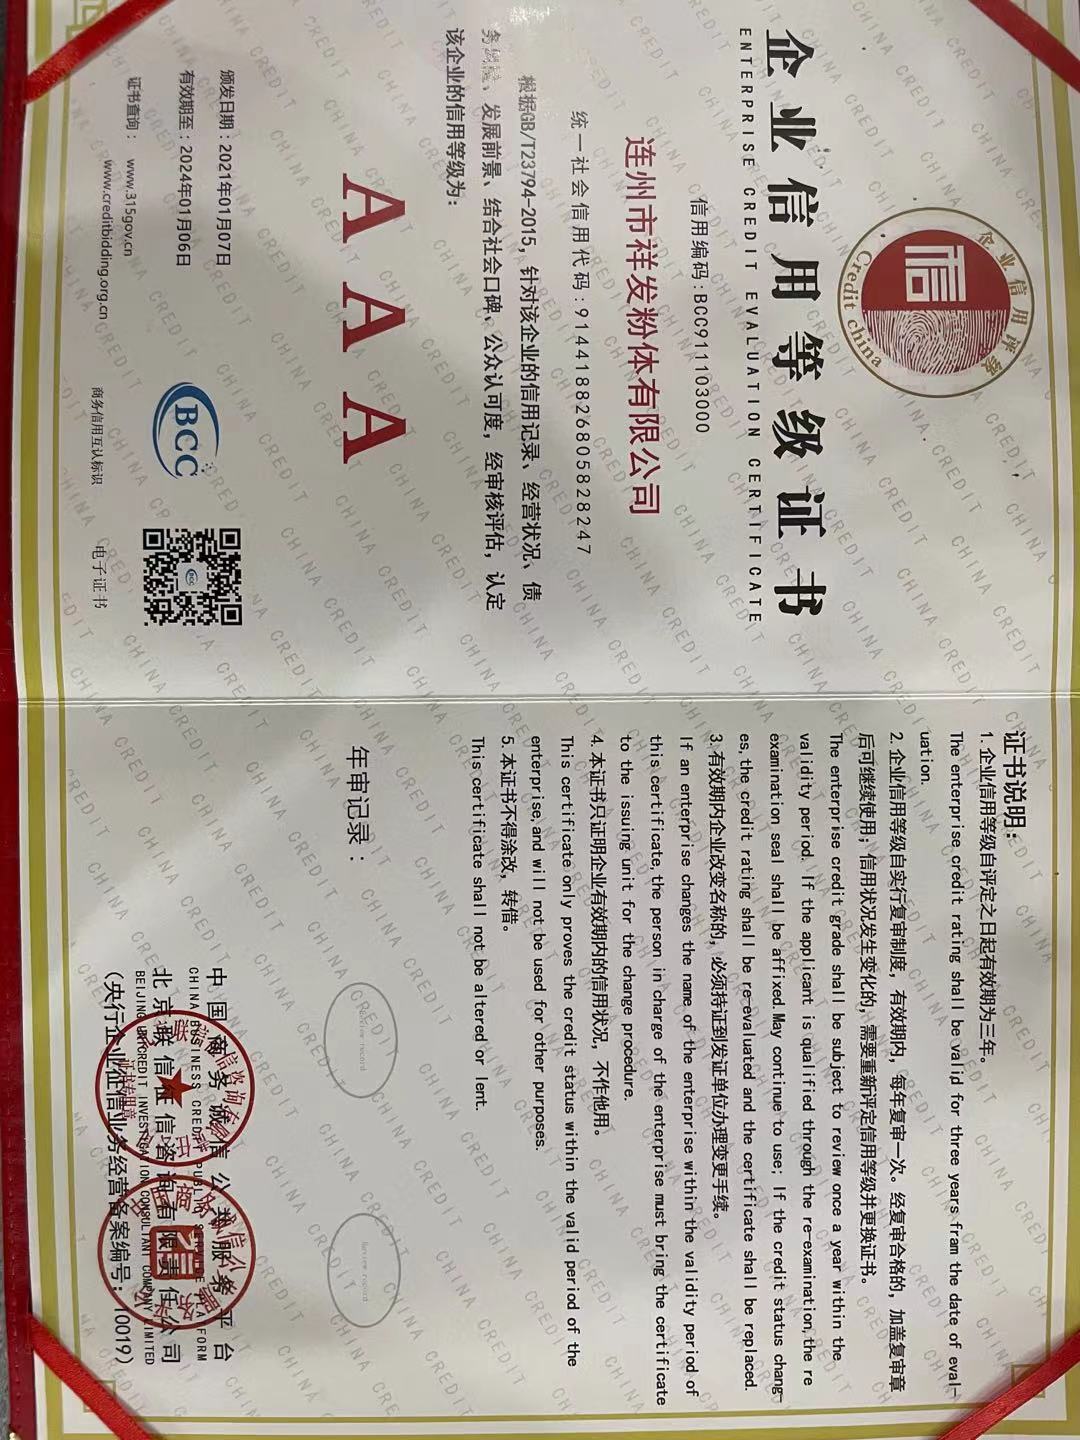 企业信用评级
信
Credit china
企业信用等级证书
ENTERPRISE CREDIT EVALUATION CERTIFICATE
信用编码:BCC911103000
连州市祥发粉体有限公司
统一社会信用代码:914418826805828247
根据GB/T23794-2015，针对该企业的信用记录、经营状况、债
发展前景、结合社会口碑、公众认可度，经审核评估，认定
该企业的信用等级为：
AAA
颁发日期：2021年01月07日
有效期至：2024年01月06日
证书查询： www.315gov.cn
www.creditbidding.org.cn
BCC
商务信用互认标识
BCC
电子证书
证书说明：
1. 企业信用等级自评定之日起有效期为三年。
The enterprise credit rating shall be valid for three years fram the date of eval-
uation.
2. 企业信用等级自实行复审制度，有效期内，每年复审一次。经复审合格的，加盖复审章
后可继续使用；信用状况发生变化的，需要重新评定信用等级并更换证书。
The enterprise credit grade shall be subject to review once a year within the
validity period. If the applicant is qualified through the re-examination, the re
examination seal shall be affixed May continue to use; If the credit status chang-
es, the credit rating shall be re-evaluated and the certificate shall be replaced.
3. 有效期内企业改变名称的，必须持证到发证单位办理变更手续。
If an enterprise changes the name of the enterprise within the validity period of
this certificate, the person in charge of the enterprise must bring the certificate
to the issuing unit for the change procedure.
4. 本证书只证明企业有效期内的信用状况，不作他用。
This certificate only proves the credit status within the valid period of the
enterprise, and will not be used for other purposes.
5. 本证书不得涂改，转借。
This certificate shall not be altered or lent.
年审记录：
Review record
Review record
中国商务诚信公共服务平台
CHINA BUSINESS CREDIT PUBLIC SERVICE PLATFORM
北京联信征信咨询有限责任公司
BEIJING UNITCREDIT INVESTIGATION CONSULTANT COMPANY LIMITED
（央行企业征信业务经营备案编号：10019）
证书专用章